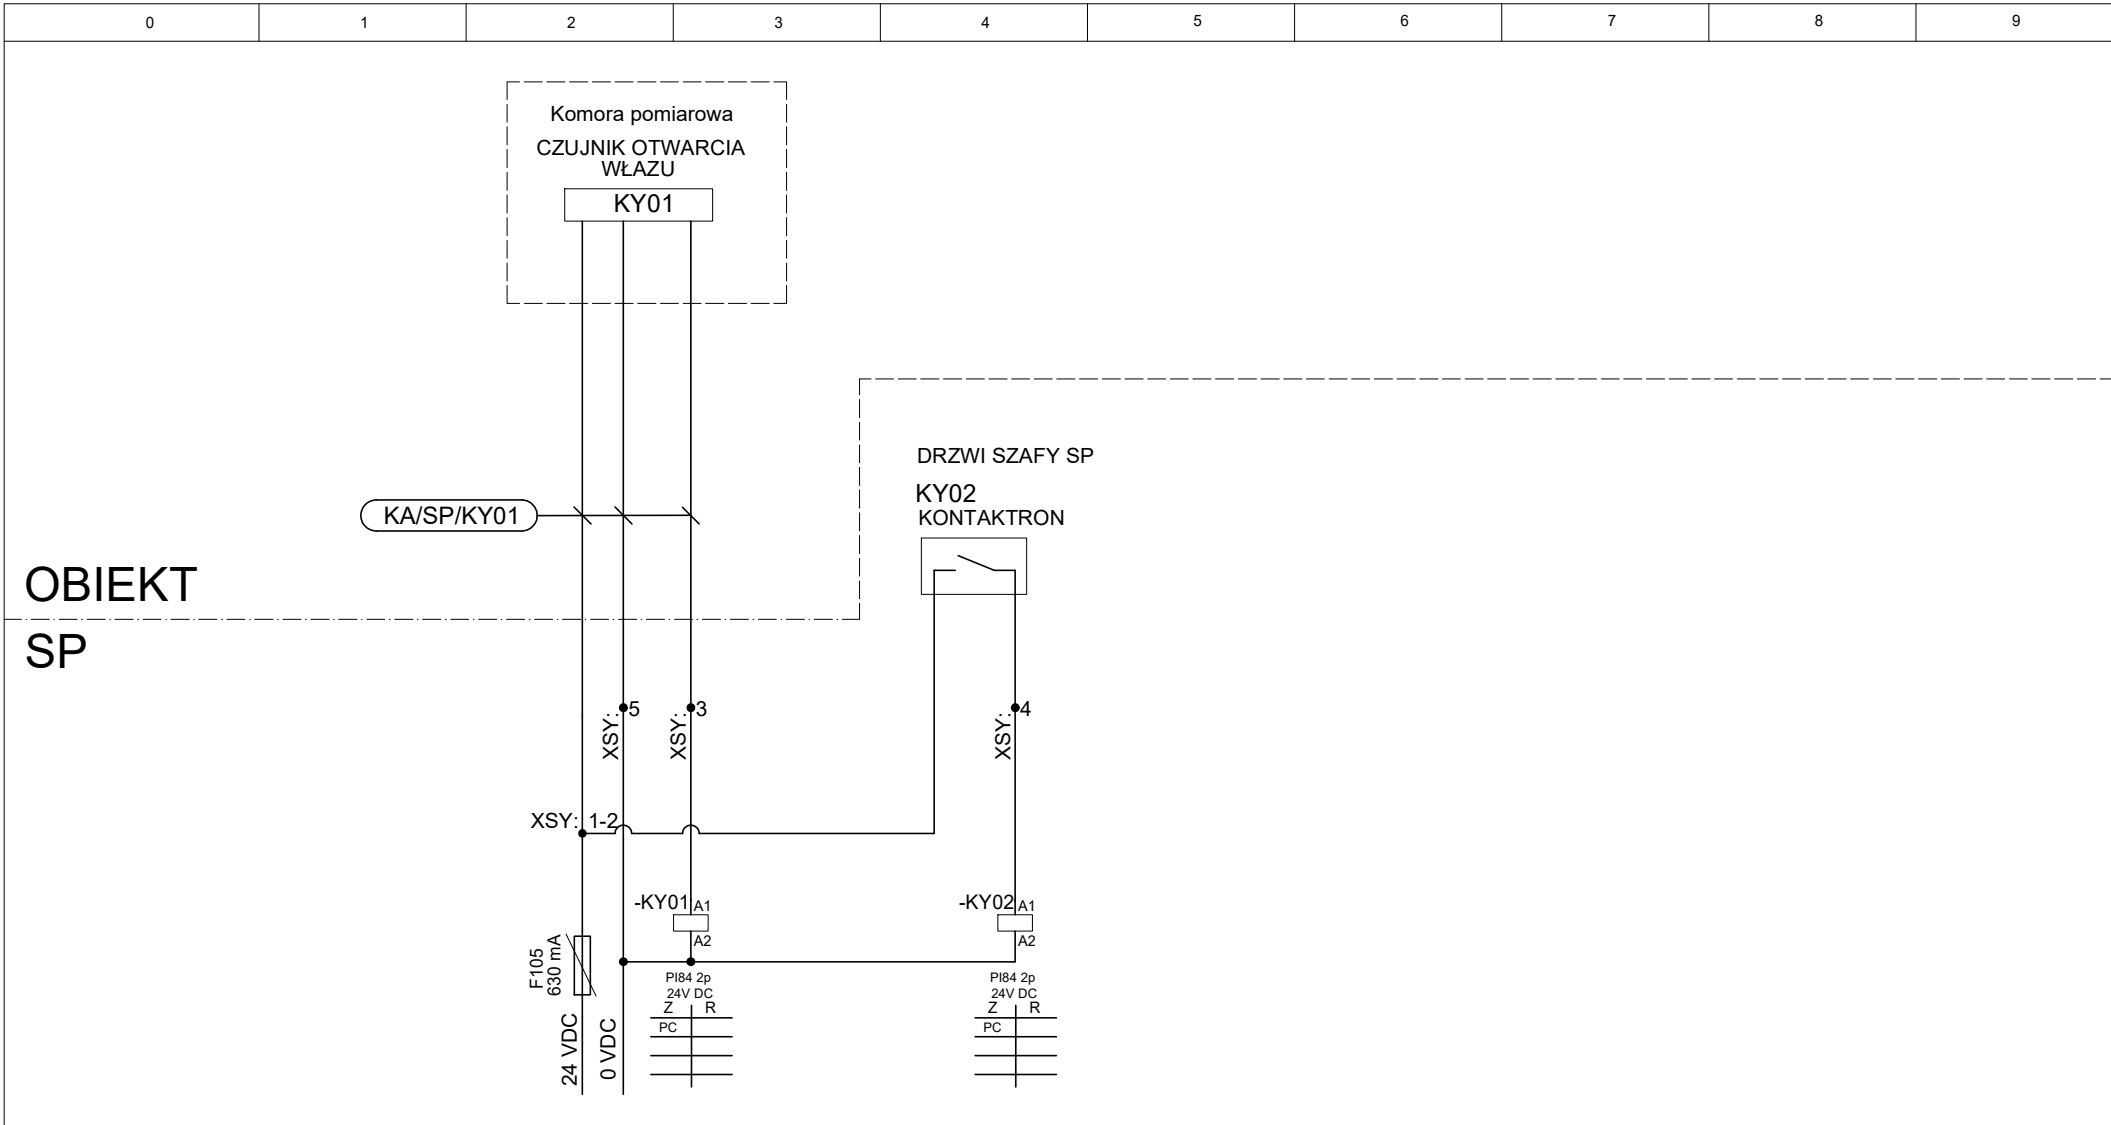 0 1 2 3 4 5 6 7 8 9
Komora pomiarowa
CZUJNIK OTWARCIA
WŁAZU
KY01
DRZWI SZAFY SP
KY02
KONTAKTRON
KA/SP/KY01
OBIEKT
SP
XSY: 5
XSY: 3
XSY: 4
XSY: 1-2
-KY01 A1
A2
-KY02 A1
A2
F105
630 mA
24 VDC
0 VDC
PI84 2p
24V DC
Z R
PC
PI84 2p
24V DC
Z R
PC